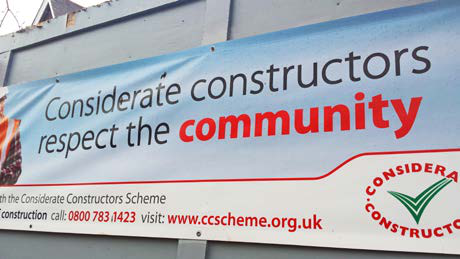 Considerate constructors
respect the community
th the Considerate Constructors Scheme
f construction call: 0800 783 1423 visit: www.ccscheme.org.uk
CONSIDERA
CONSTRUCTOR